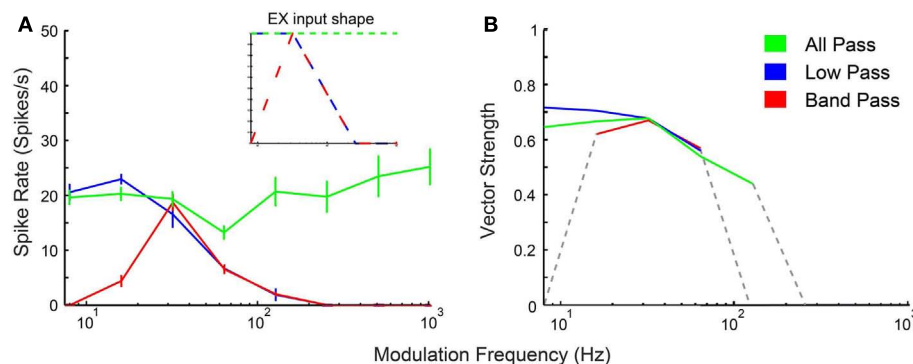 A
EX input shape
Spike Rate (Spikes/s)
50
40
30
20
10
0
10¹
10²
10³
B
All Pass
Low Pass
Band Pass
Vector Strength
1
0.8
0.6
0.4
0.2
0
10¹
10²
10³
Modulation Frequency (Hz)